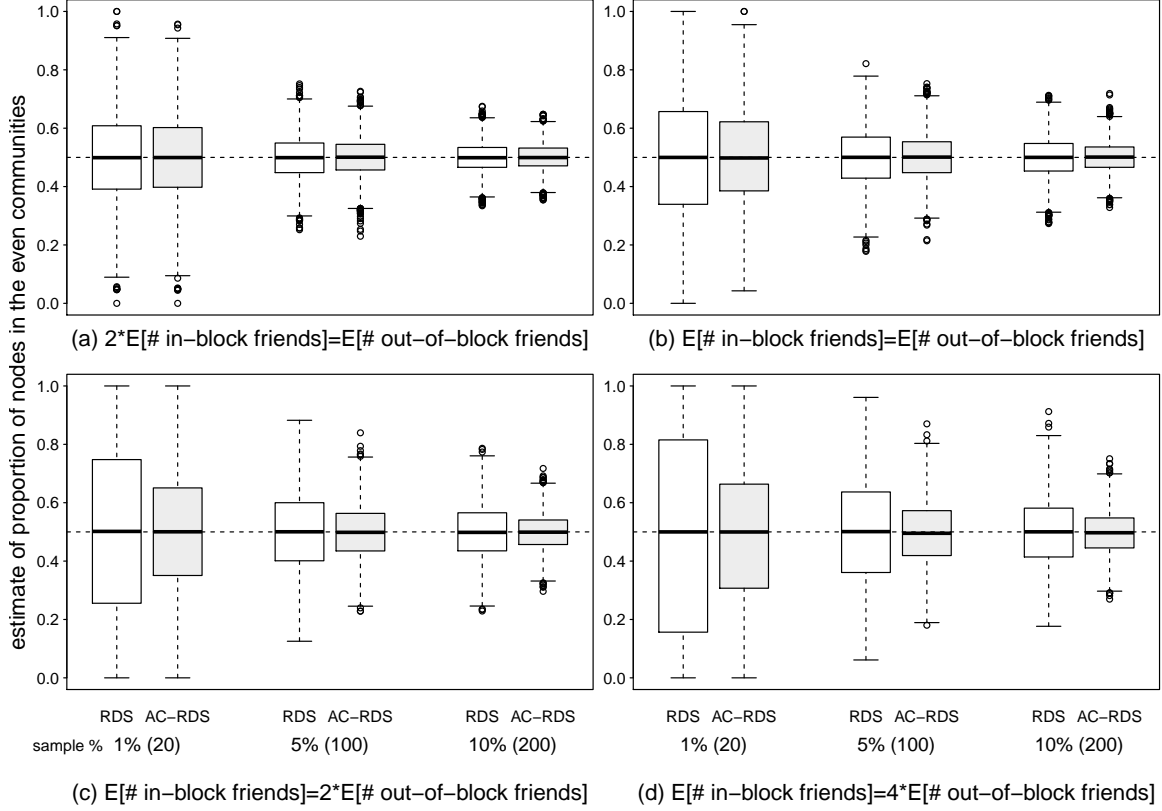 estimate of proportion of nodes in the even communities
1.0
0.8
0.6
0.4
0.2
0.0
(a) 2*E[# in−block friends]=E[# out−of−block friends]
1.0
0.8
0.6
0.4
0.2
0.0
(b) E[# in−block friends]=E[# out−of−block friends]
1.0
0.8
0.6
0.4
0.2
0.0
1.0
0.8
0.6
0.4
0.2
0.0
RDS AC−RDS RDS AC−RDS RDS AC−RDS
sample % 1% (20) 5% (100) 10% (200)
(c) E[# in−block friends]=2*E[# out−of−block friends]
RDS AC−RDS RDS AC−RDS RDS AC−RDS
1% (20) 5% (100) 10% (200)
(d) E[# in−block friends]=4*E[# out−of−block friends]